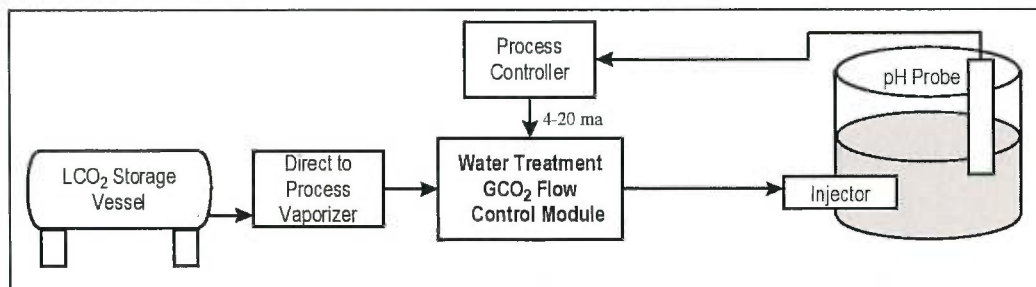 Process
Controller
pH Probe
4-20 ma
LCO₂ Storage
Vessel
Direct to
Process
Vaporizer
Water Treatment
GCO₂ Flow
Control Module
Injector